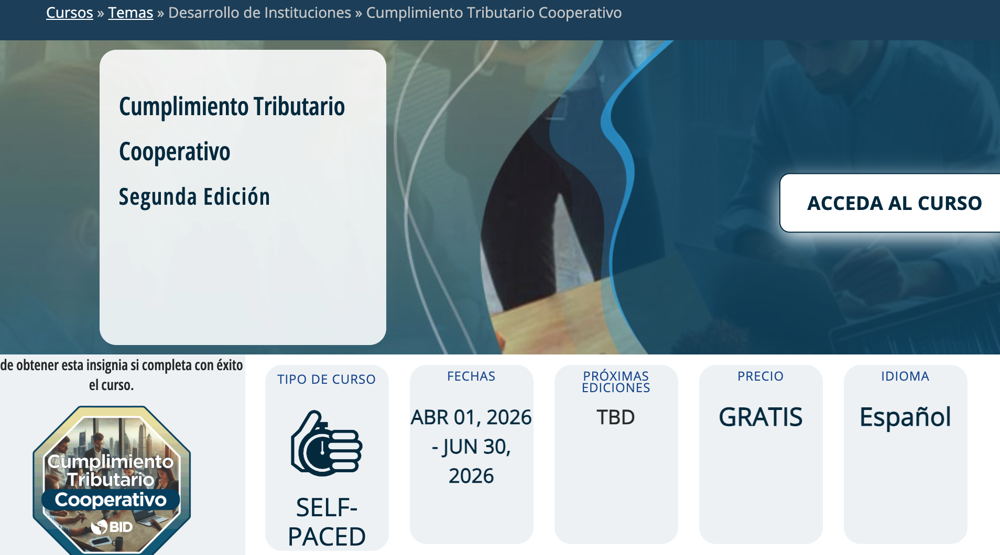 Cursos » Temas » Desarrollo de Instituciones » Cumplimiento Tributario Cooperativo
Cumplimiento Tributario
Cooperativo
Segunda Edición
ACCEDA AL CURSO
de obtener esta insignia si completa con éxito
el curso.
Cumplimiento
Tributario
Cooperativo
BID
TIPO DE CURSO
SELF-
PACED
FECHAS
ABR 01, 2026
- JUN 30,
2026
PRÓXIMAS
EDICIONES
TBD
PRECIO
GRATIS
IDIOMA
Español